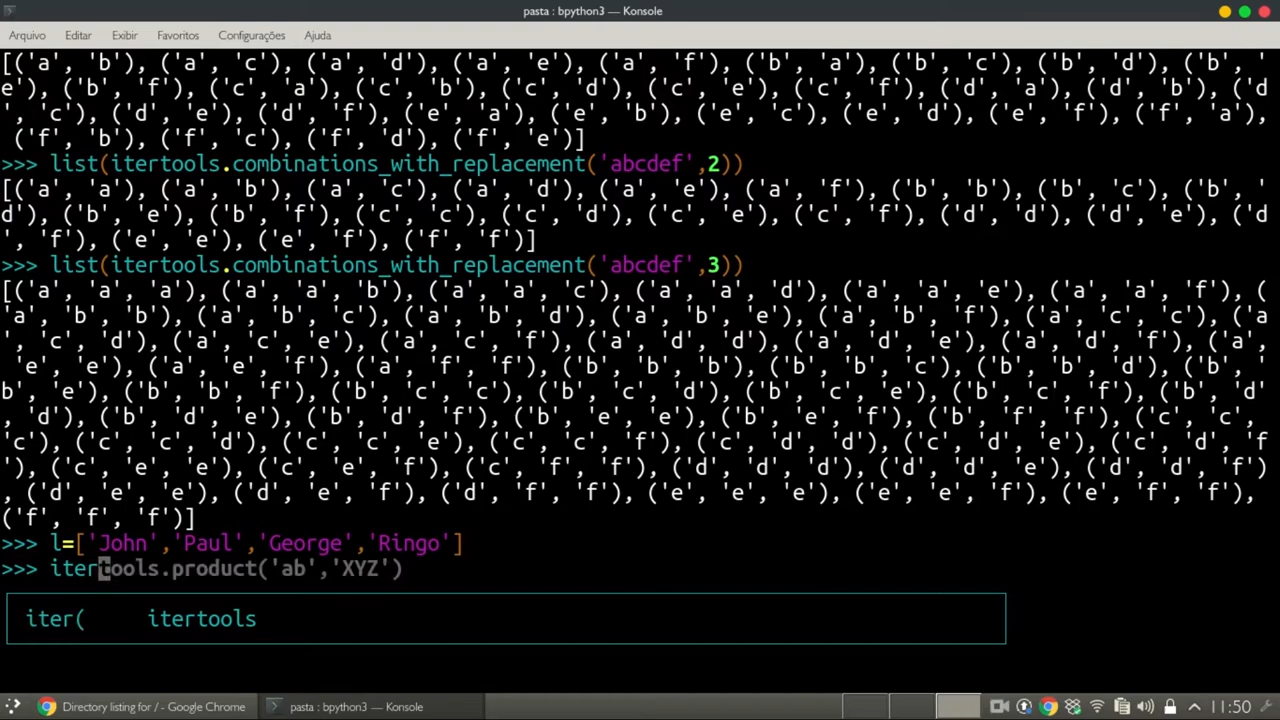 pasta : bpython3 — Konsole
Arquivo Editar Exibir Favoritos Configurações Ajuda
[('a', 'b'), ('a', 'c'), ('a', 'd'), ('a', 'e'), ('a', 'f'), ('b', 'a'), ('b', 'c'), ('b', 'd'), ('b', '
e'), ('b', 'f'), ('c', 'a'), ('c', 'b'), ('c', 'd'), ('c', 'e'), ('c', 'f'), ('d', 'a'), ('d', 'b'), ('d
', 'c'), ('d', 'e'), ('d', 'f'), ('e', 'a'), ('e', 'b'), ('e', 'c'), ('e', 'd'), ('e', 'f'), ('f', 'a'),
('f', 'b'), ('f', 'c'), ('f', 'd'), ('f', 'e')]
>>> list(itertools.combinations_with_replacement('abcdef',2))
[('a', 'a'), ('a', 'b'), ('a', 'c'), ('a', 'd'), ('a', 'e'), ('a', 'f'), ('b', 'b'), ('b', 'c'), ('b', '
d'), ('b', 'e'), ('b', 'f'), ('c', 'c'), ('c', 'd'), ('c', 'e'), ('c', 'f'), ('d', 'd'), ('d', 'e'), ('d
', 'f'), ('e', 'e'), ('e', 'f'), ('f', 'f')]
>>> list(itertools.combinations_with_replacement('abcdef',3))
[('a', 'a', 'a'), ('a', 'a', 'b'), ('a', 'a', 'c'), ('a', 'a', 'd'), ('a', 'a', 'e'), ('a', 'a', 'f'), (
'a', 'b', 'b'), ('a', 'b', 'c'), ('a', 'b', 'd'), ('a', 'b', 'e'), ('a', 'b', 'f'), ('a', 'c', 'c'), ('a
', 'c', 'd'), ('a', 'c', 'e'), ('a', 'c', 'f'), ('a', 'd', 'd'), ('a', 'd', 'e'), ('a', 'd', 'f'), ('a',
'e', 'e'), ('a', 'e', 'f'), ('a', 'f', 'f'), ('b', 'b', 'b'), ('b', 'b', 'c'), ('b', 'b', 'd'), ('b', '
b', 'e'), ('b', 'b', 'f'), ('b', 'c', 'c'), ('b', 'c', 'd'), ('b', 'c', 'e'), ('b', 'c', 'f'), ('b', 'd'
, 'd'), ('b', 'd', 'e'), ('b', 'd', 'f'), ('b', 'e', 'e'), ('b', 'e', 'f'), ('b', 'f', 'f'), ('c', 'c',
'c'), ('c', 'c', 'd'), ('c', 'c', 'e'), ('c', 'c', 'f'), ('c', 'd', 'd'), ('c', 'd', 'e'), ('c', 'd', 'f
'), ('c', 'e', 'e'), ('c', 'e', 'f'), ('c', 'f', 'f'), ('d', 'd', 'd'), ('d', 'd', 'e'), ('d', 'd', 'f')
, ('d', 'e', 'e'), ('d', 'e', 'f'), ('d', 'f', 'f'), ('e', 'e', 'e'), ('e', 'e', 'f'), ('e', 'f', 'f'),
('f', 'f', 'f')]
>>> l=['John','Paul','George','Ringo']
>>> itertools.product('ab','XYZ')
iter( itertools
Directory listing for / - Google Chrome pasta : bpython3 — Konsole 11:50